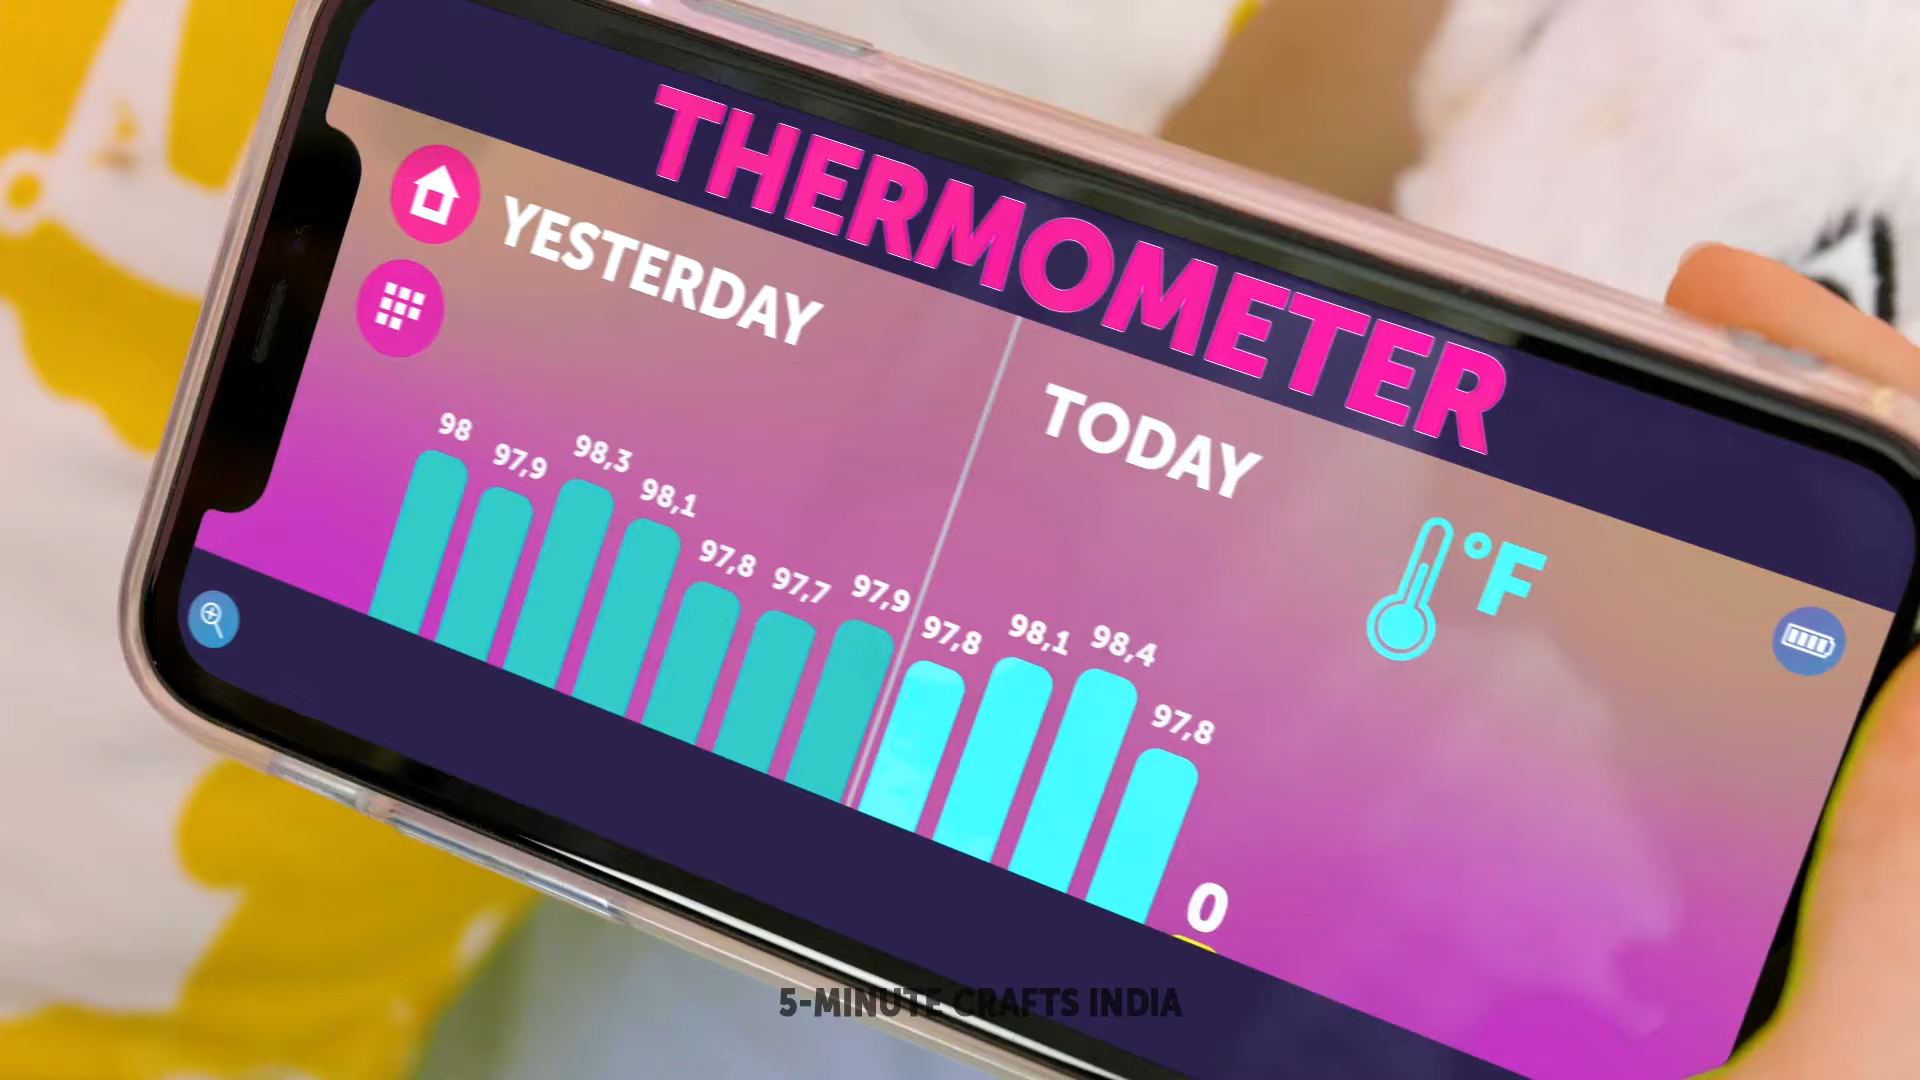 THERMOMETER
YESTERDAY
TODAY
98
97,9
98,3
98,1
97,8
97,7
97,9
97,8
98,1
98,4
97,8
0
°F
5-MINUTE CRAFTS INDIA